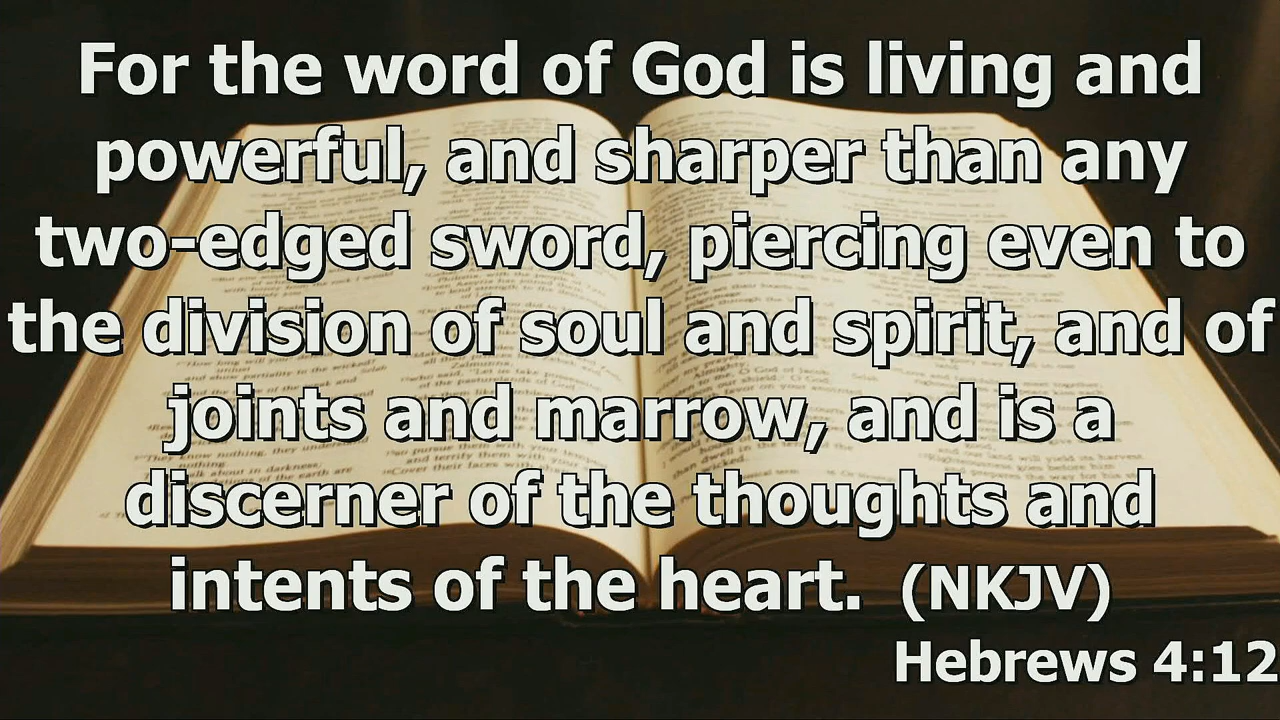 For the word of God is living and
powerful, and sharper than any
two-edged sword, piercing even to
the division of soul and spirit, and of
joints and marrow, and is a
discerner of the thoughts and
intents of the heart. (NKJV)
Hebrews 4:12